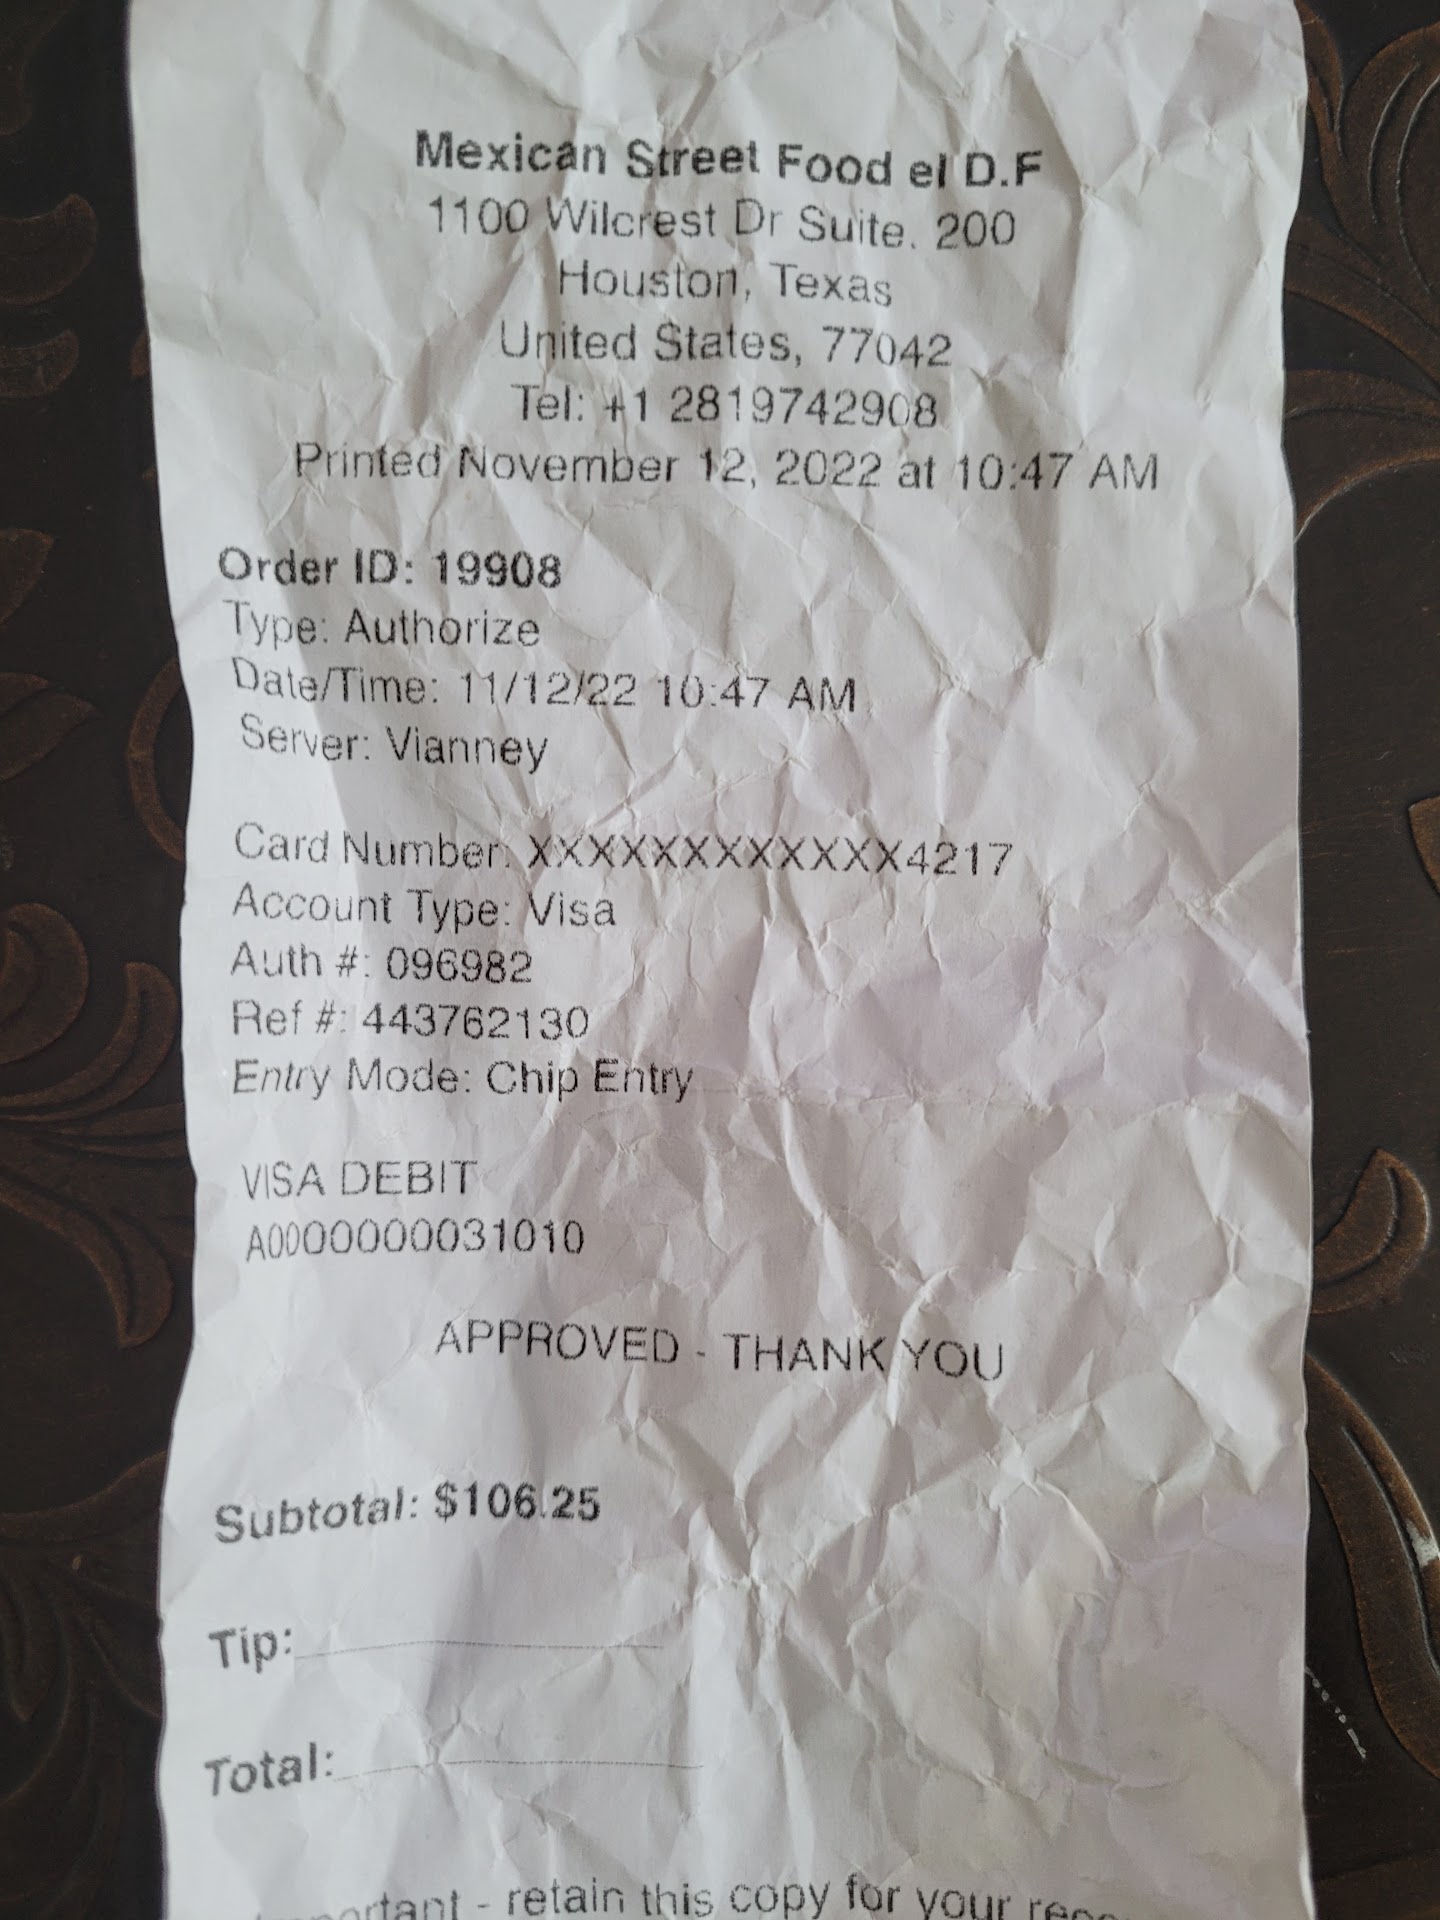 Mexican Street Food el D.F
1100 Wilcrest Dr Suite. 200
Houston, Texas
United States, 77042
Tel: +1 2819742908
Printed November 12, 2022 at 10:47 AM
Order ID: 19908
Type: Authorize
Date/Time: 11/12/22 10:47 AM
Server: Vianney
Card Number: XXXXXXXXXXXX4217
Account Type: Visa
Auth #: 096982
Ref #: 443762130
Entry Mode: Chip Entry
VISA DEBIT
A0000000031010
APPROVED - THANK YOU
Subtotal: $106.25
Tip:
Total:
- retain this copy for your